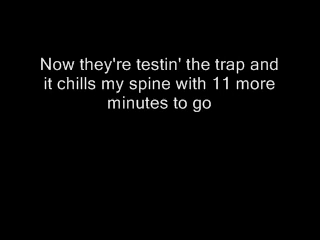 Now they're testin' the trap and
it chills my spine with 11 more
minutes to go